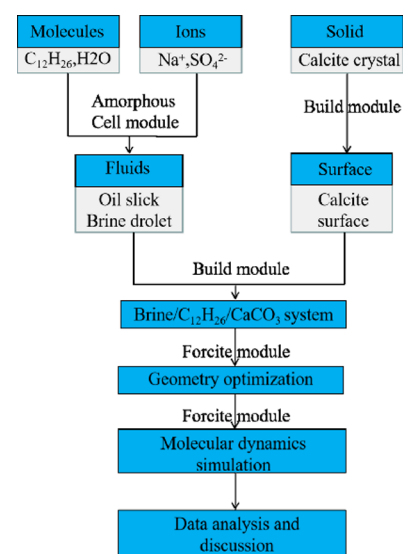 Molecules
C₁₂H₂₆,H2O
Ions
Na⁺,SO₄²⁻
Solid
Calcite crystal
Amorphous
Cell module
Build module
Fluids
Oil slick
Brine drolet
Surface
Calcite
surface
Build module
Brine/C₁₂H₂₆/CaCO₃ system
Forcite module
Geometry optimization
Forcite module
Molecular dynamics
simulation
Data analysis and
discussion